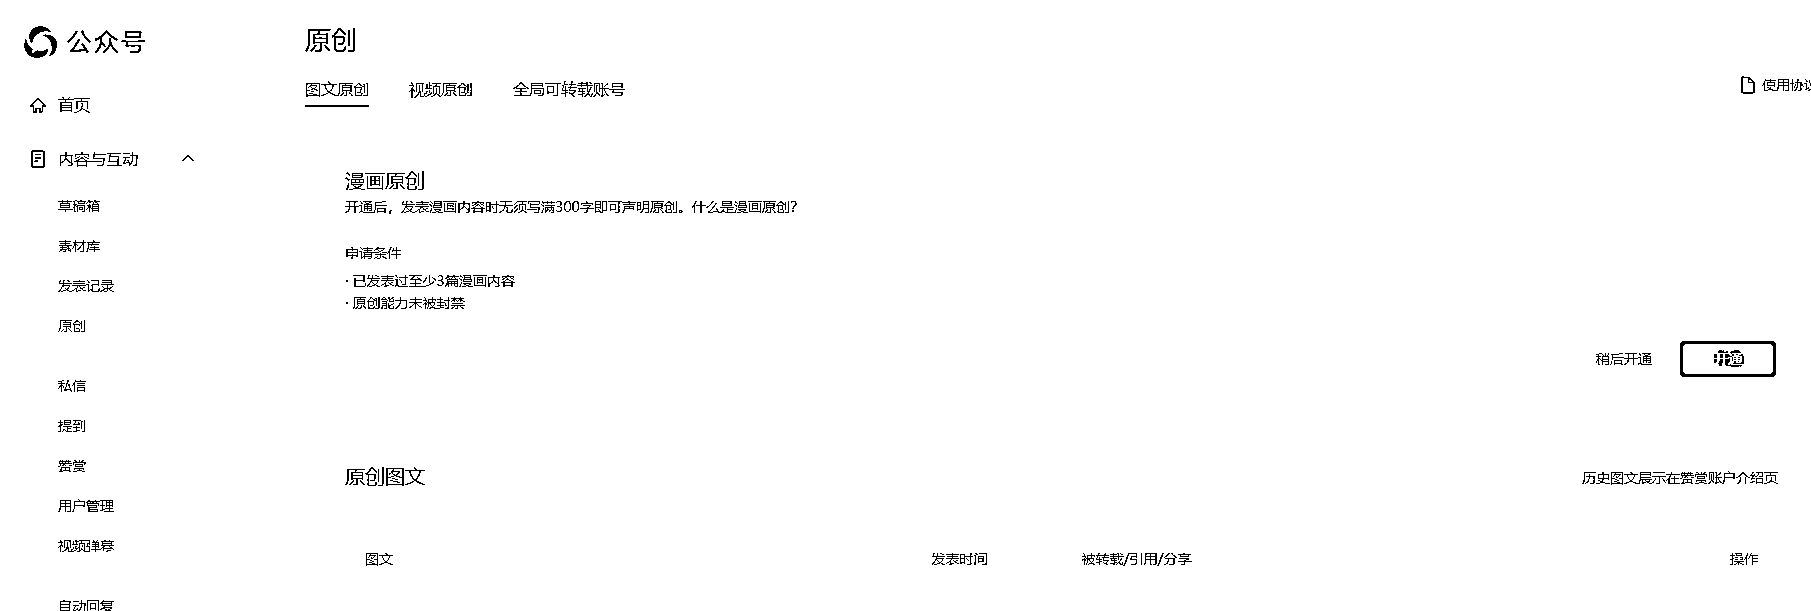 公众号
首页
内容与互动
草稿箱
素材库
发表记录
原创
私信
提到
赞赏
用户管理
视频弹幕
自动回复
原创
图文原创 视频原创 全局可转载账号
使用协议
漫画原创
开通后，发表漫画内容时无须写满300字即可声明原创。什么是漫画原创？
申请条件
· 已发表过至少3篇漫画内容
· 原创能力未被封禁
稍后开通 开通
原创图文 历史图文展示在赞赏账户介绍页
图文 发表时间 被转载/引用/分享 操作